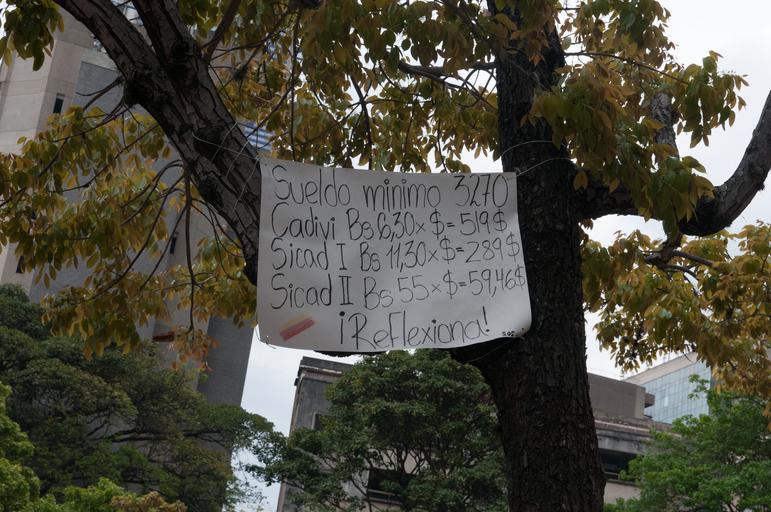 Sueldo minimo 3270
Cadivi Bs 6,30x $= 519$
Sicad I Bs 11,30x$=289$
Sicad II Bs 55x$=59,46$
¡Reflexiona!